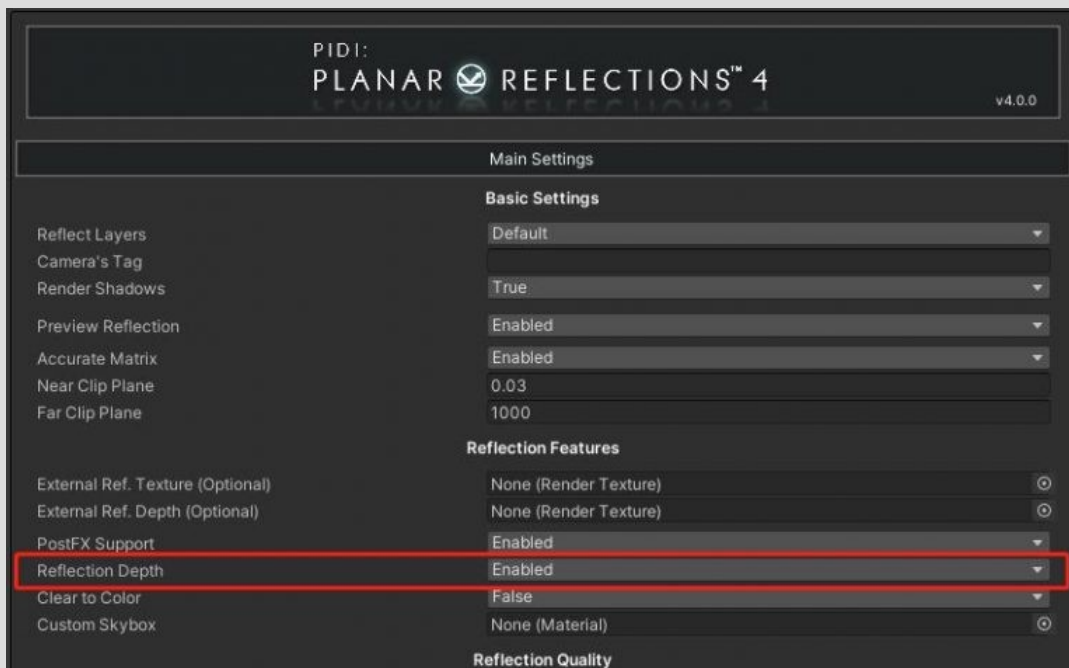 PIDI:
PLANAR REFLECTIONS™ 4
v4.0.0
Main Settings
Basic Settings
Reflect Layers Default
Camera's Tag
Render Shadows True
Preview Reflection Enabled
Accurate Matrix Enabled
Near Clip Plane 0.03
Far Clip Plane 1000
Reflection Features
External Ref. Texture (Optional) None (Render Texture)
External Ref. Depth (Optional) None (Render Texture)
PostFX Support Enabled
Reflection Depth Enabled
Clear to Color False
Custom Skybox None (Material)
Reflection Quality